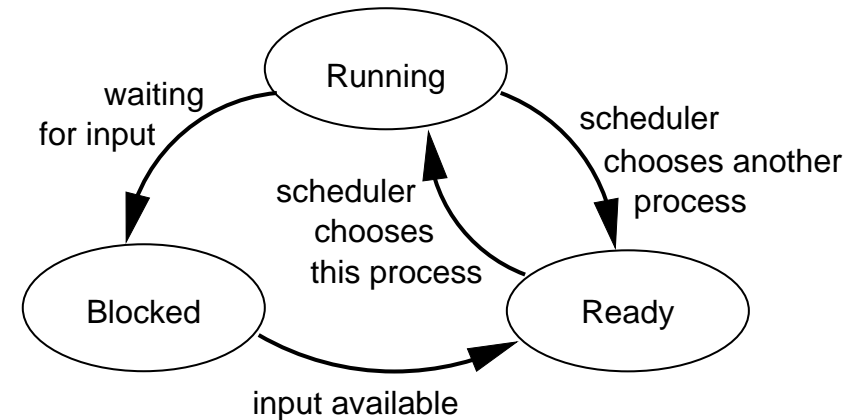 Running
waiting
for input
scheduler
chooses another
process
scheduler
chooses
this process
Blocked
Ready
input available